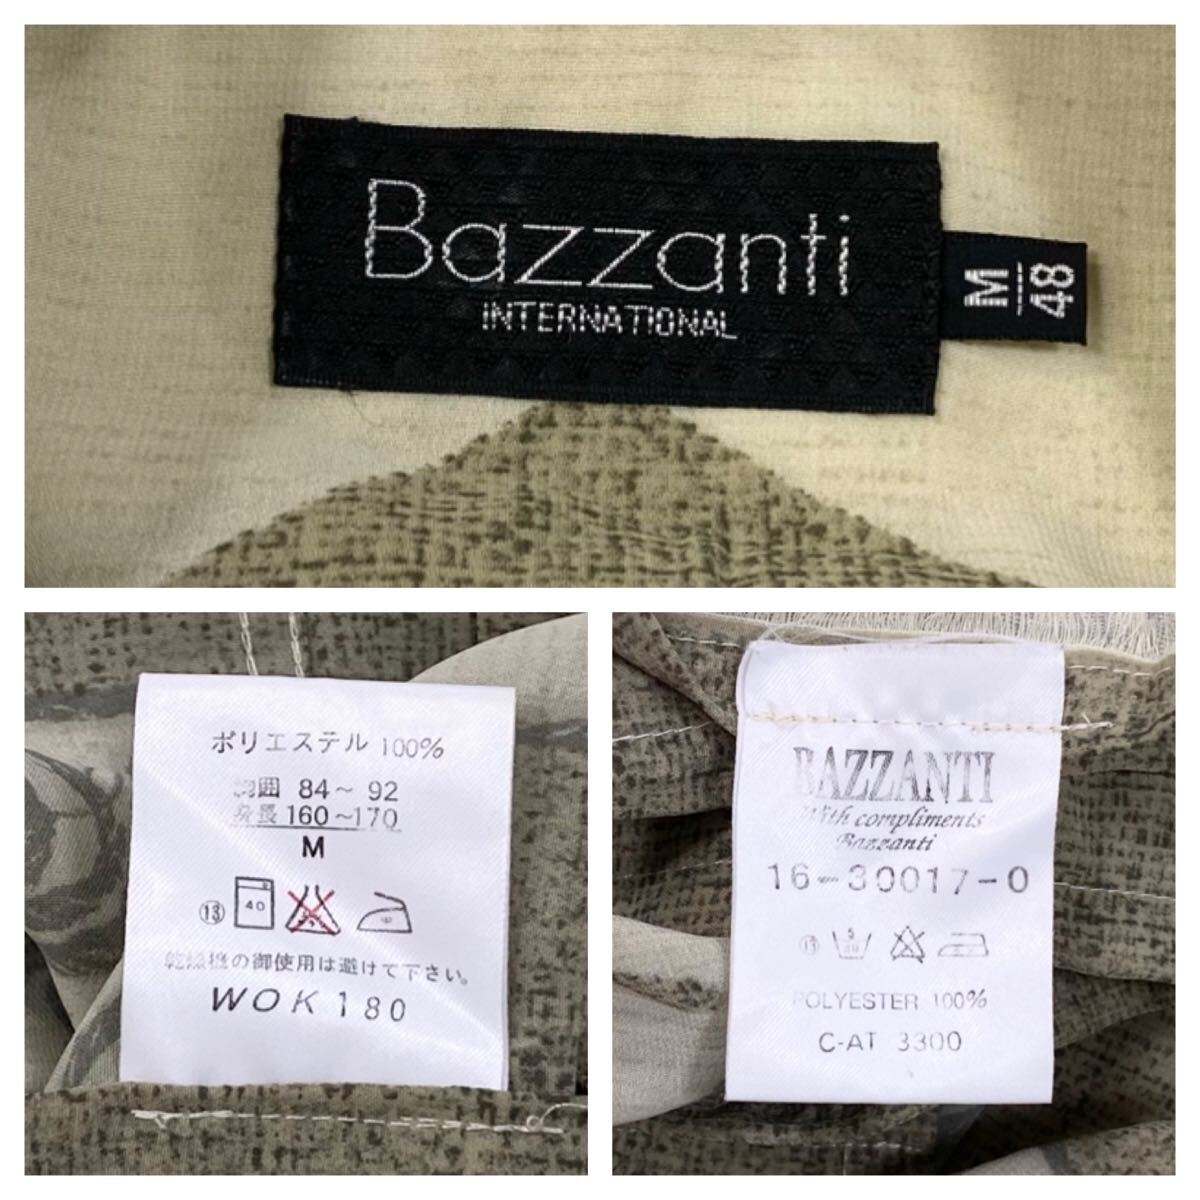 Bazzanti
INTERNATIONAL
M
48
ポリエステル 100%
胸囲 84~92
身長 160~170
M
⑬ 40
乾燥機の御使用は避けて下さい。
WOK 180
BAZZANTI
With compliments
Bazzanti
16-30017-0
⑬
POLYESTER 100%
C-AT 3300